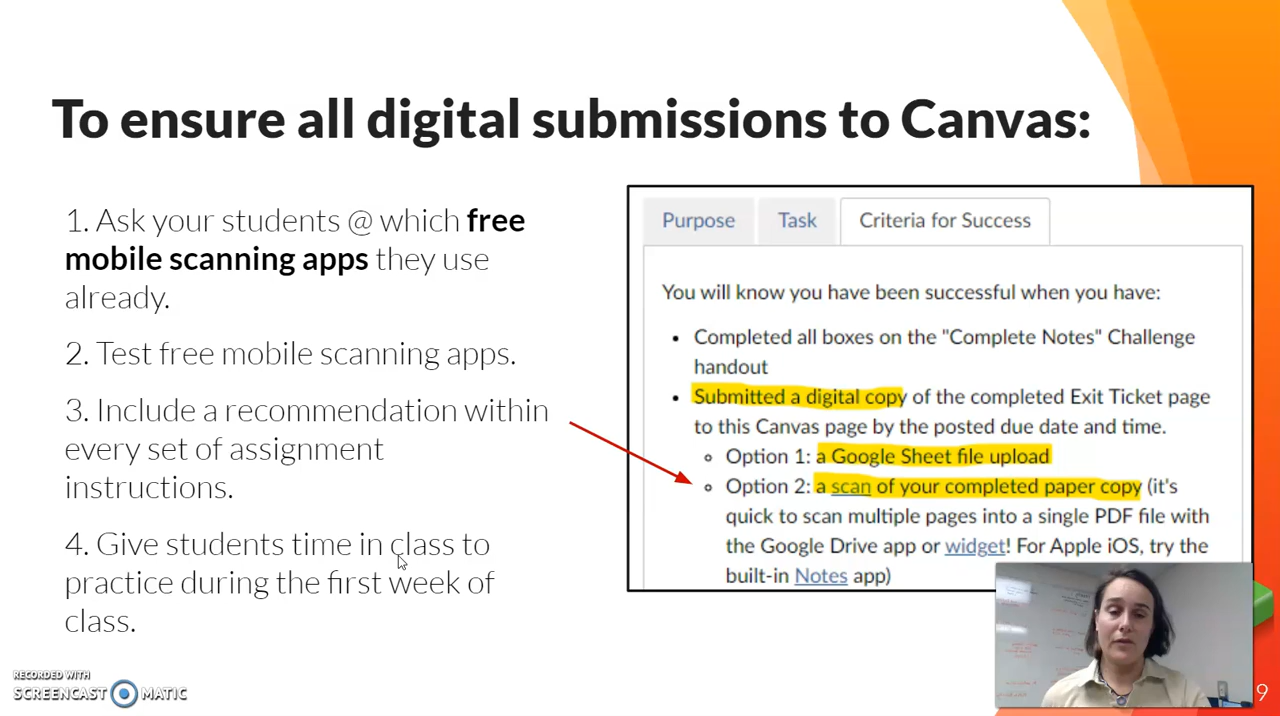 To ensure all digital submissions to Canvas:
1. Ask your students @ which free
mobile scanning apps they use
already.
2. Test free mobile scanning apps.
3. Include a recommendation within
every set of assignment
instructions.
4. Give students time in class to
practice during the first week of
class.
Purpose
Task
Criteria for Success
You will know you have been successful when you have:
Completed all boxes on the "Complete Notes" Challenge
handout
Submitted a digital copy of the completed Exit Ticket page
to this Canvas page by the posted due date and time.
Option 1: a Google Sheet file upload
Option 2: a scan of your completed paper copy (it's
quick to scan multiple pages into a single PDF file with
the Google Drive app or widget! For Apple iOS, try the
built-in Notes app)
RECORDED WITH
SCREENCAST MATIC
9